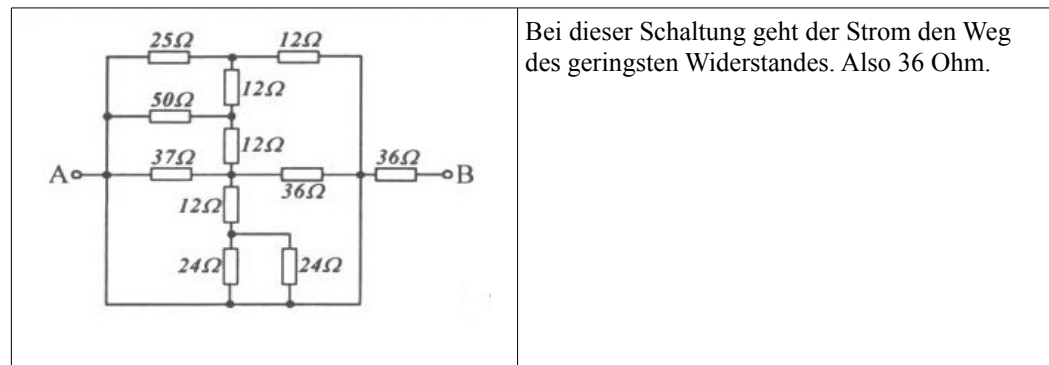 25Ω 12Ω
12Ω
50Ω
12Ω
37Ω 36Ω
A B
36Ω
12Ω
24Ω 24Ω
Bei dieser Schaltung geht der Strom den Weg
des geringsten Widerstandes. Also 36 Ohm.